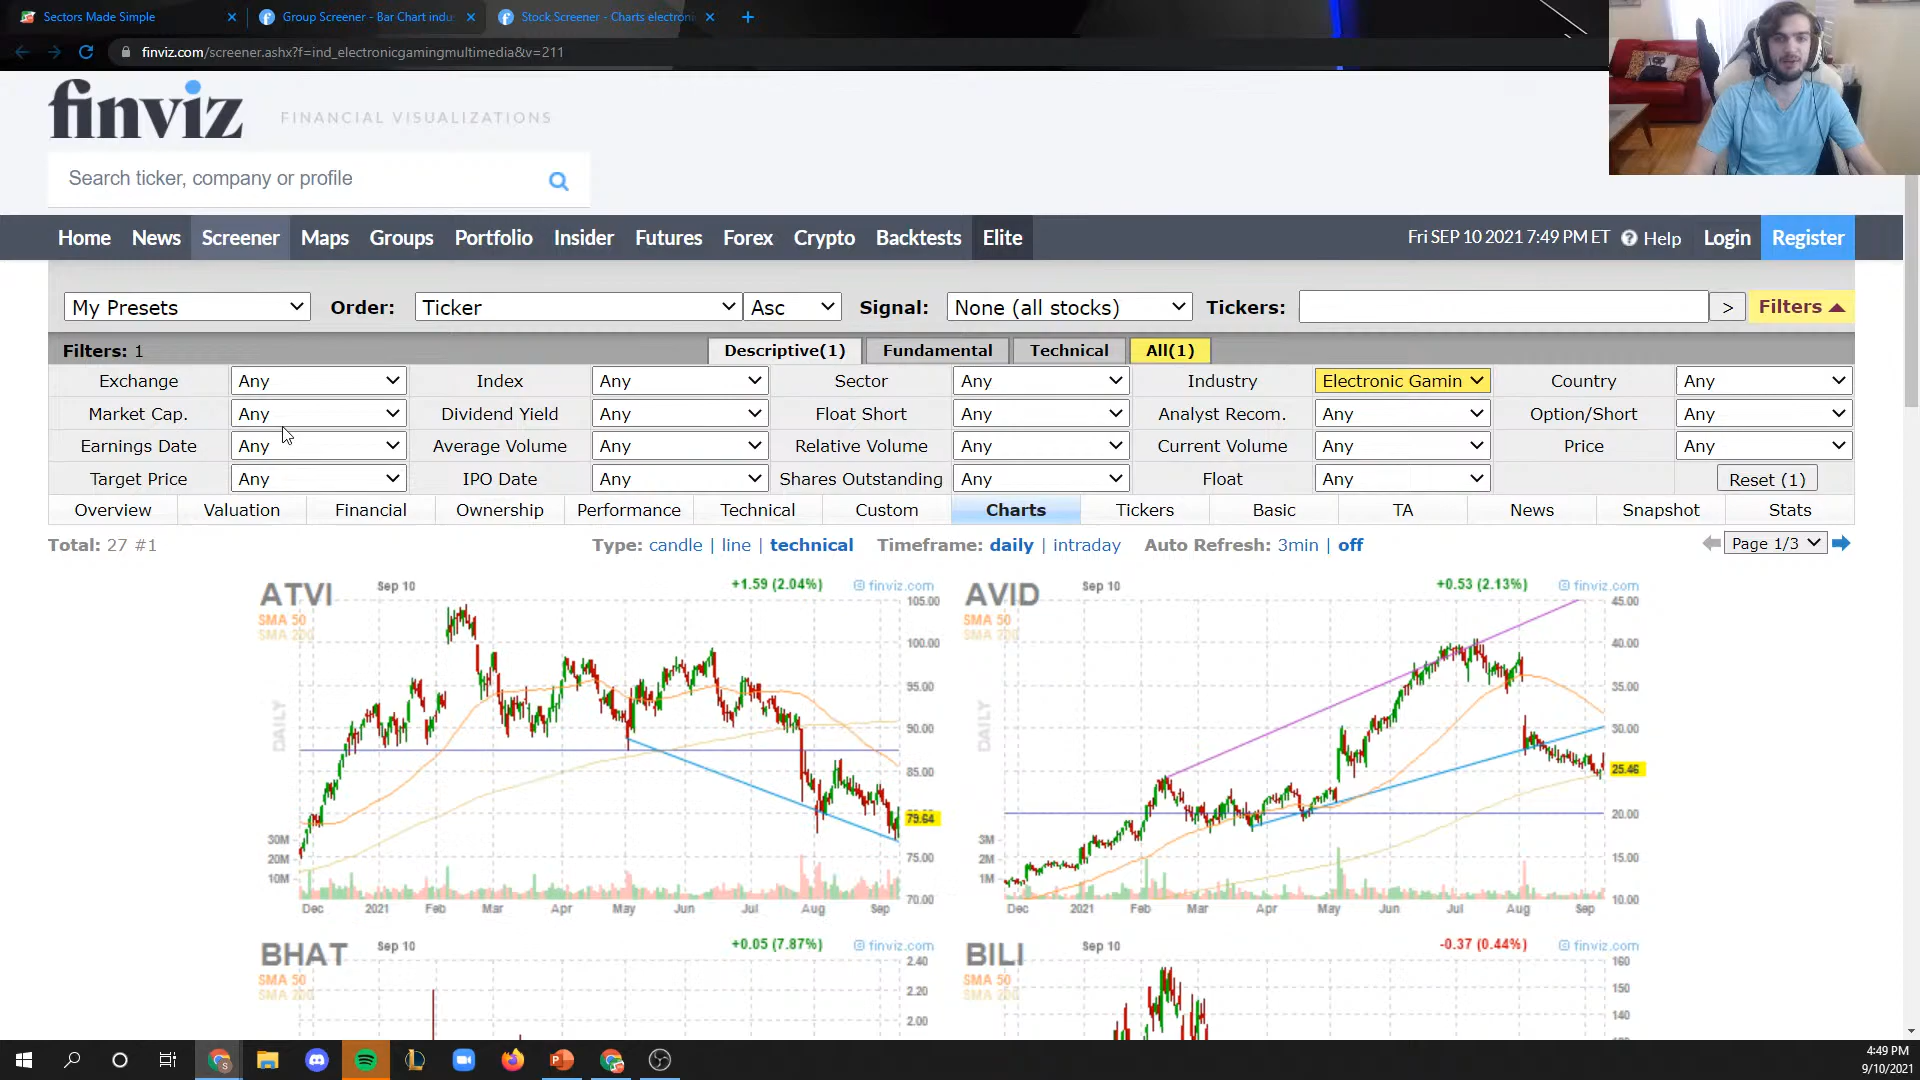 Sectors Made Simple
Group Screener - Bar Chart indu
Stock Screener - Charts electroni
finviz.com/screener.ashx?f=ind_electronicgamingmultimedia&v=211
finviz FINANCIAL VISUALIZATIONS
Search ticker, company or profile
Home News Screener Maps Groups Portfolio Insider Futures Forex Crypto Backtests Elite Fri SEP 10 2021 7:49 PM ET Help Login Register
My Presets Order: Ticker Asc Signal: None (all stocks) Tickers: > Filters
Filters: 1 Descriptive(1) Fundamental Technical All(1)
Exchange Any Index Any Sector Any Industry Electronic Gamin Country Any
Market Cap. Any Dividend Yield Any Float Short Any Analyst Recom. Any Option/Short Any
Earnings Date Any Average Volume Any Relative Volume Any Current Volume Any Price Any
Target Price Any IPO Date Any Shares Outstanding Any Float Any Reset (1)
Overview Valuation Financial Ownership Performance Technical Custom Charts Tickers Basic TA News Snapshot Stats
Total: 27 #1 Type: candle | line | technical Timeframe: daily | intraday Auto Refresh: 3min | off Page 1/3
ATVI Sep 10 +1.59 (2.04%) finviz.com
SMA 50
SMA 200
DAILY
105.00
100.00
95.00
90.00
85.00
79.64
75.00
70.00
30M
20M
10M
Dec 2021 Feb Mar Apr May Jun Jul Aug Sep
AVID Sep 10 +0.53 (2.13%) finviz.com
SMA 50
SMA 200
DAILY
45.00
40.00
35.00
30.00
25.46
20.00
15.00
10.00
3M
2M
1M
Dec 2021 Feb Mar Apr May Jun Jul Aug Sep
BHAT Sep 10 +0.05 (7.87%) finviz.com
SMA 50
SMA 200
2.40
2.20
2.00
BILI Sep 10 -0.37 (0.44%) finviz.com
SMA 50
SMA 200
160
150
140
4:49 PM
9/10/2021